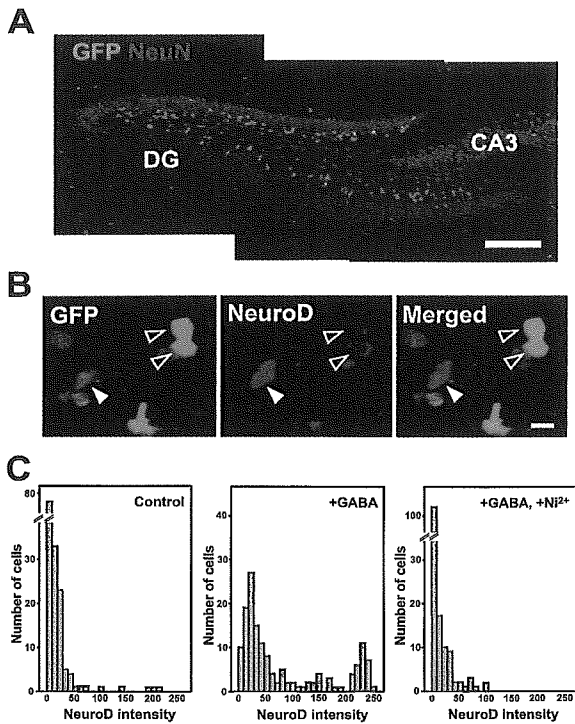 A
GFP NeuN
DG
CA3
B
GFP
NeuroD
Merged
C
Control
80
30
20
10
0
0 50 100 150 200 250
Number of cells
NeuroD intensity
+GABA
40
30
20
10
0
0 50 100 150 200 250
Number of cells
NeuroD intensity
+GABA, +Ni²⁺
100
30
20
10
0
0 50 100 150 200 250
Number of cells
NeuroD intensity